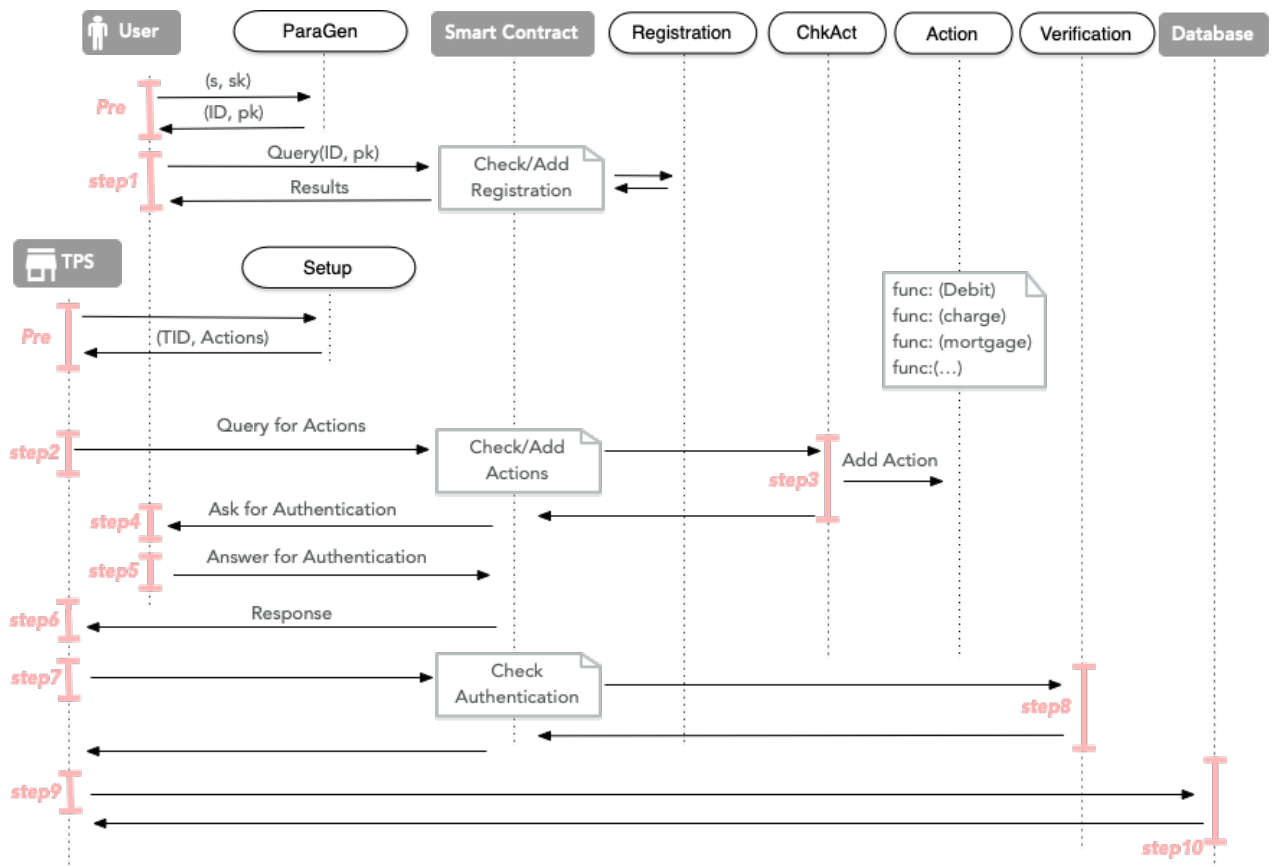 User
ParaGen
Smart Contract
Registration
ChkAct
Action
Verification
Database
(s, sk)
Pre
(ID, pk)
Query(ID, pk)
Check/Add
Registration
step1
Results
TPS
Setup
func: (Debit)
func: (charge)
func: (mortgage)
func:(...)
Pre
(TID, Actions)
Query for Actions
step2
Check/Add
Actions
Add Action
step3
Ask for Authentication
step4
Answer for Authentication
step5
Response
step6
Check
Authentication
step7
step8
step9
step10